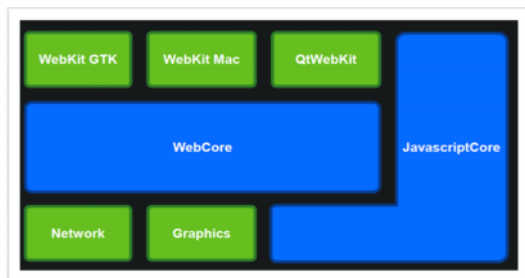 WebKit GTK
WebKit Mac
QtWebKit
WebCore
JavascriptCore
Network
Graphics